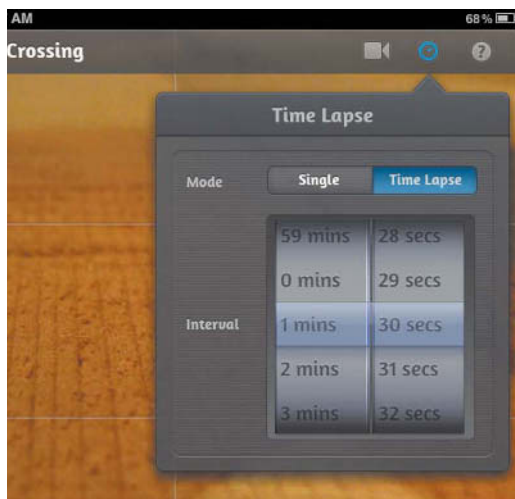 AM 68%
Crossing ?
Time Lapse
Mode Single Time Lapse
59 mins 28 secs
0 mins 29 secs
Interval 1 mins 30 secs
2 mins 31 secs
3 mins 32 secs